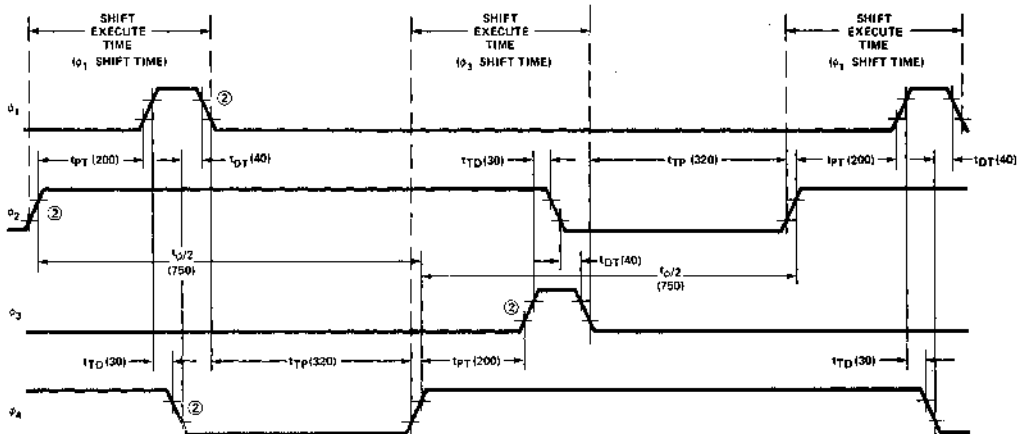 SHIFT
EXECUTE
TIME
(φ1 SHIFT TIME)
SHIFT
EXECUTE
TIME
(φ3 SHIFT TIME)
SHIFT
EXECUTE
TIME
(φ1 SHIFT TIME)
φ1
②
tPT(200)
tDT(40)
tTD(30)
tTP(320)
tPT(200)
tDT(40)
φ2
②
tφ/2
(750)
tDT(40)
tφ/2
(750)
φ3
②
tTD(30)
tTP(320)
tPT(200)
tTD(30)
φ4
②